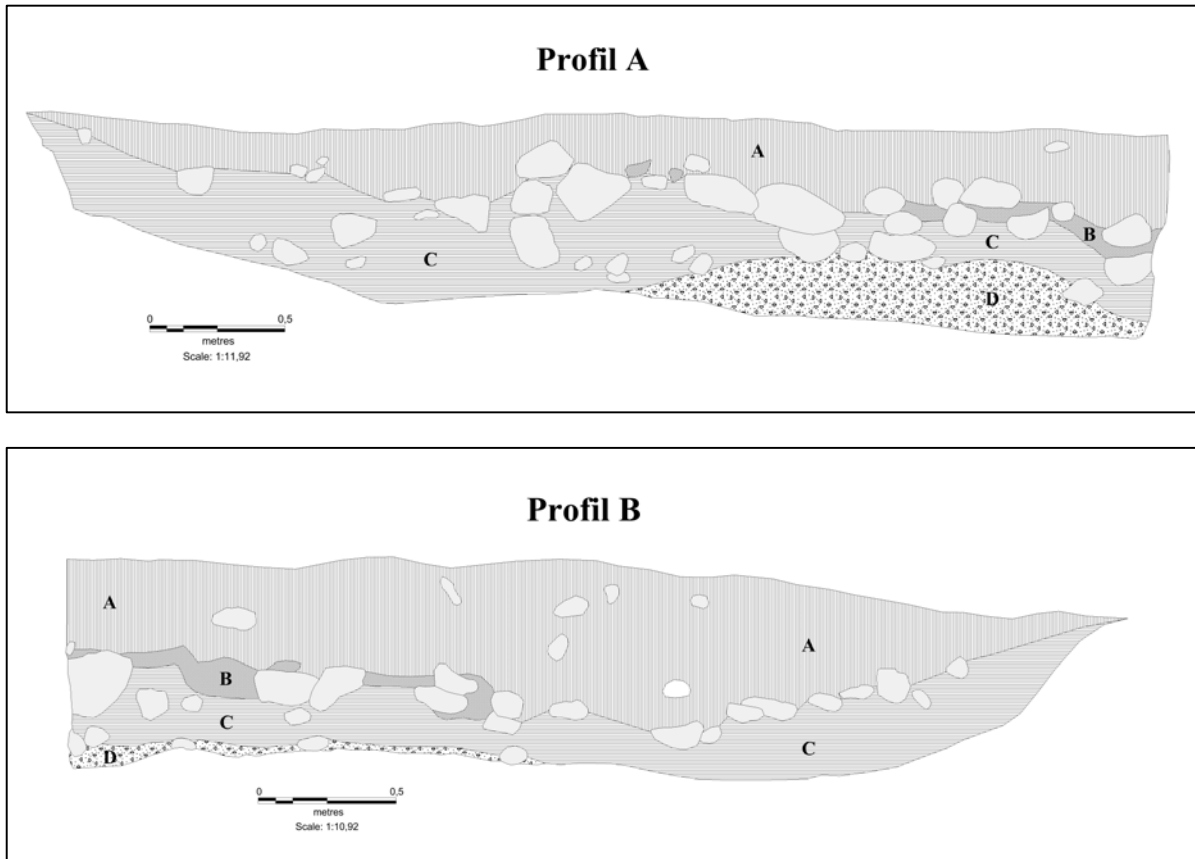 Profil A
A
B
C
C
D
0 0,5
metres
Scale: 1:11,92
Profil B
A
A
B
C
C
D
0 0,5
metres
Scale: 1:10,92